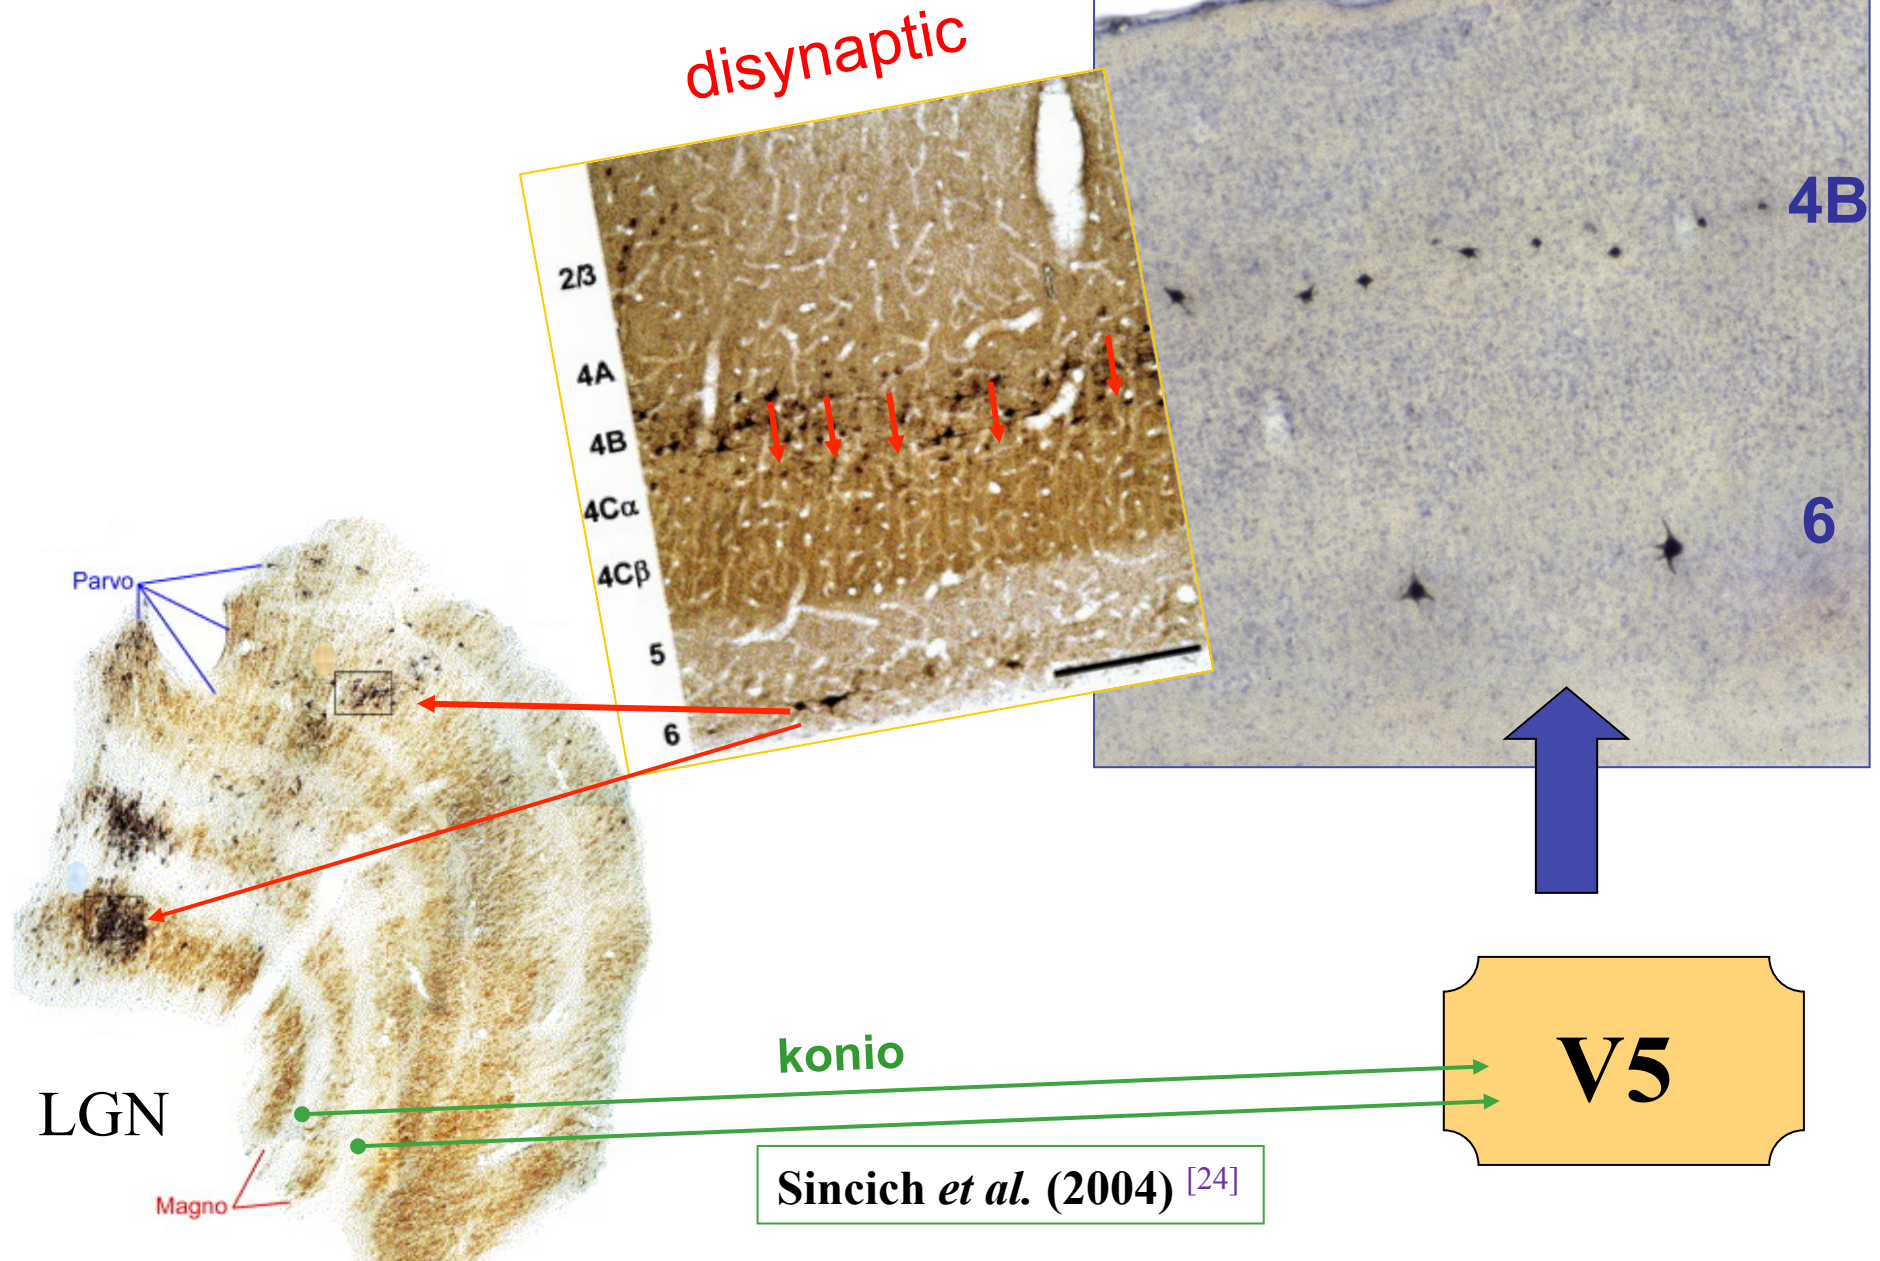 disynaptic
2/3
4A
4B
4Cα
4Cβ
5
6
4B
6
Parvo
LGN
Magno
konio
V5
Sincich et al. (2004) [24]